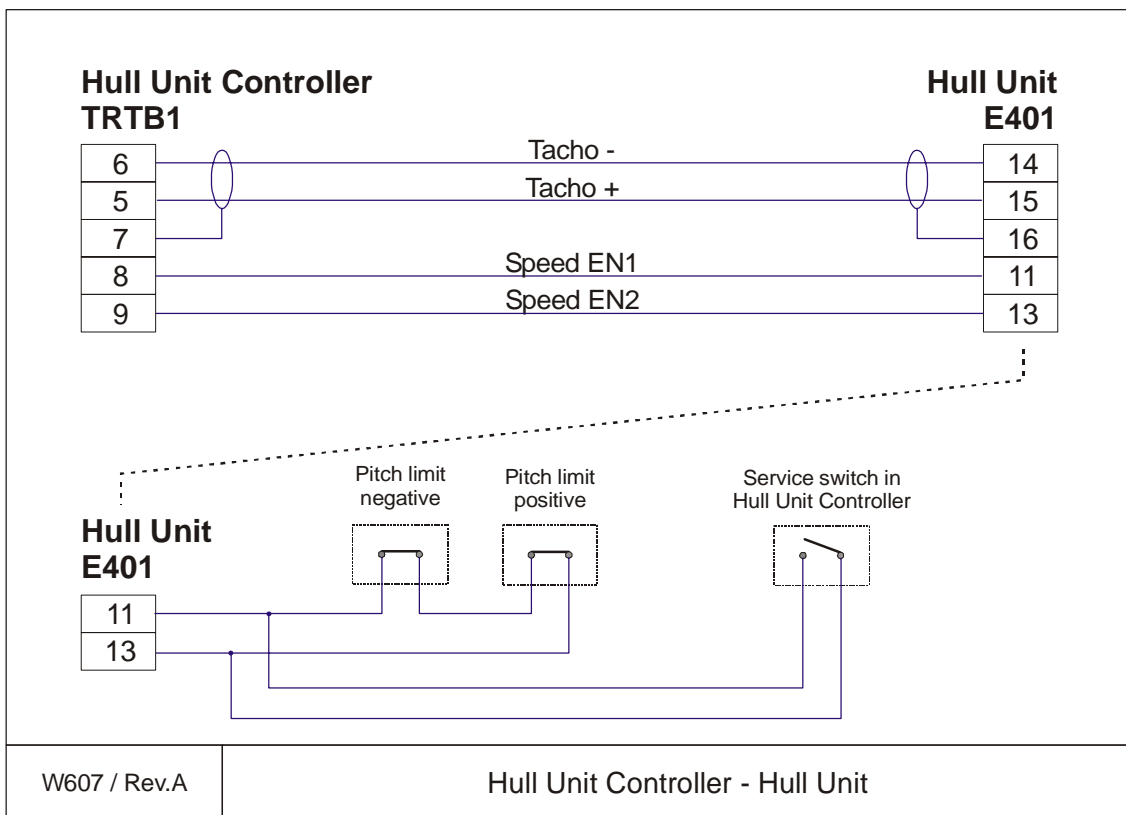 Hull Unit Controller
TRTB1
Hull Unit
E401
6
Tacho -
14
5
Tacho +
15
7
16
8
Speed EN1
11
9
Speed EN2
13
Pitch limit
negative
Pitch limit
positive
Service switch in
Hull Unit Controller
Hull Unit
E401
11
13
W607 / Rev.A
Hull Unit Controller - Hull Unit